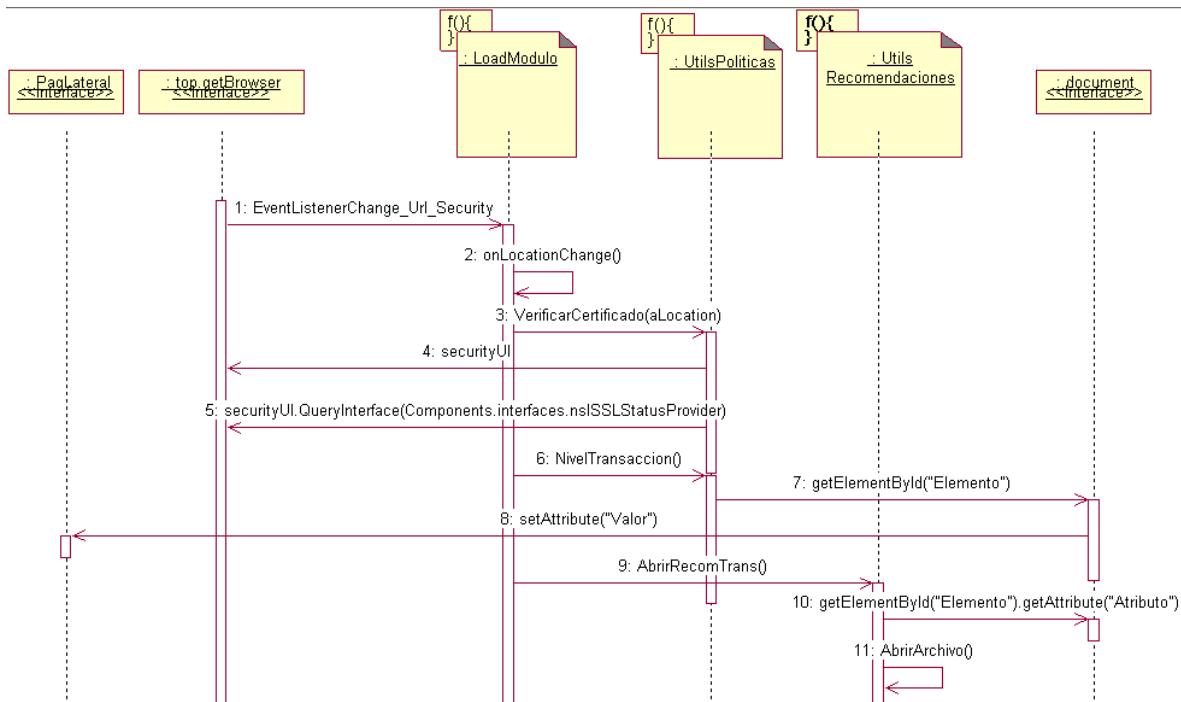 f(){
}
: LoadModulo
f(){
}
: UtilsPoliticas
f(){
}
: Utils
Recomendaciones
: PagLateral
<<Interface>>
: top.getBrowser
<<Interface>>
: document
<<Interface>>
1: EventListenerChange_Url_Security
2: onLocationChange()
3: VerificarCertificado(aLocation)
4: securityUI
5: securityUI.QueryInterface(Components.interfaces.nsISSLStatusProvider)
6: NivelTransaccion()
7: getElementById("Elemento")
8: setAttribute("Valor")
9: AbrirRecomTrans()
10: getElementById("Elemento").getAttribute("Atributo")
11: AbrirArchivo()